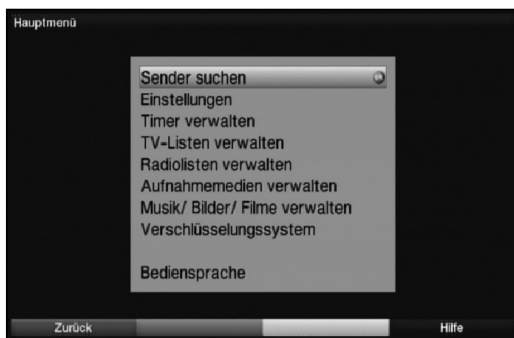 Hauptmenü
Sender suchen
Einstellungen
Timer verwalten
TV-Listen verwalten
Radiolisten verwalten
Aufnahmemedien verwalten
Musik/ Bilder/ Filme verwalten
Verschlüsselungssystem
Bediensprache
Zurück
Hilfe